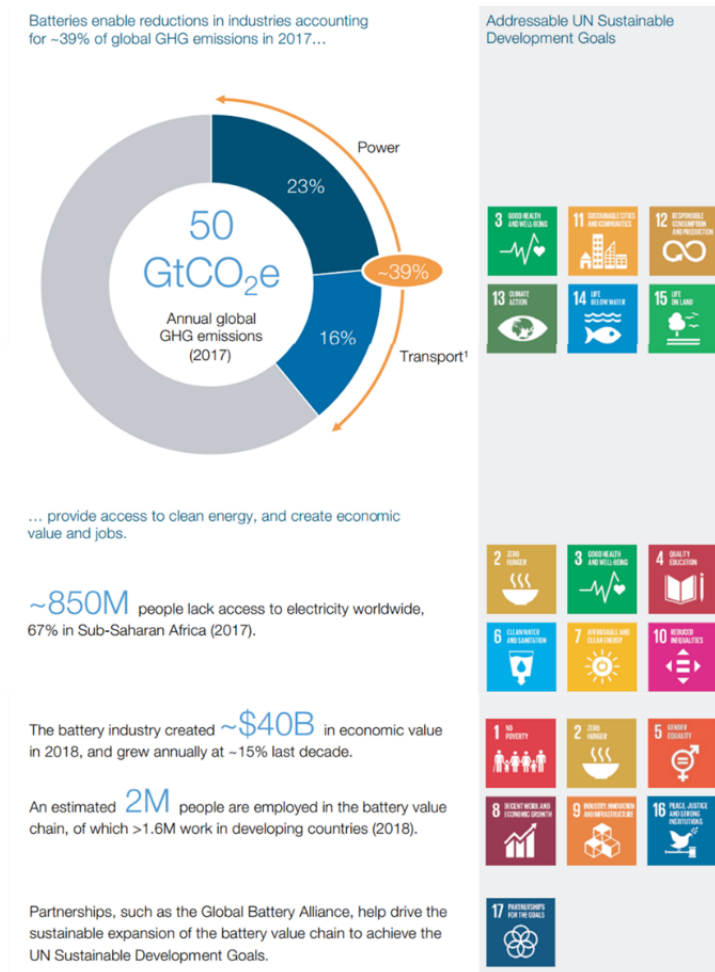 Batteries enable reductions in industries accounting
for ~39% of global GHG emissions in 2017…
Addressable UN Sustainable
Development Goals
Power
23%
50
GtCO₂e
Annual global
GHG emissions
(2017)
~39%
16%
Transport¹
3 GOOD HEALTH
AND WELL-BEING
11 SUSTAINABLE CITIES
AND COMMUNITIES
12 RESPONSIBLE
CONSUMPTION
AND PRODUCTION
13 CLIMATE
ACTION
14 LIFE
BELOW WATER
15 LIFE
ON LAND
… provide access to clean energy, and create economic
value and jobs.
~850M people lack access to electricity worldwide,
67% in Sub-Saharan Africa (2017).
2 ZERO
HUNGER
3 GOOD HEALTH
AND WELL-BEING
4 QUALITY
EDUCATION
6 CLEAN WATER
AND SANITATION
7 AFFORDABLE AND
CLEAN ENERGY
10 REDUCED
INEQUALITIES
The battery industry created ~$40B in economic value
in 2018, and grew annually at ~15% last decade.
An estimated 2M people are employed in the battery value
chain, of which >1.6M work in developing countries (2018).
1 NO
POVERTY
2 ZERO
HUNGER
5 GENDER
EQUALITY
8 DECENT WORK AND
ECONOMIC GROWTH
9 INDUSTRY, INNOVATION
AND INFRASTRUCTURE
16 PEACE, JUSTICE
AND STRONG
INSTITUTIONS
Partnerships, such as the Global Battery Alliance, help drive the
sustainable expansion of the battery value chain to achieve the
UN Sustainable Development Goals.
17 PARTNERSHIPS
FOR THE GOALS